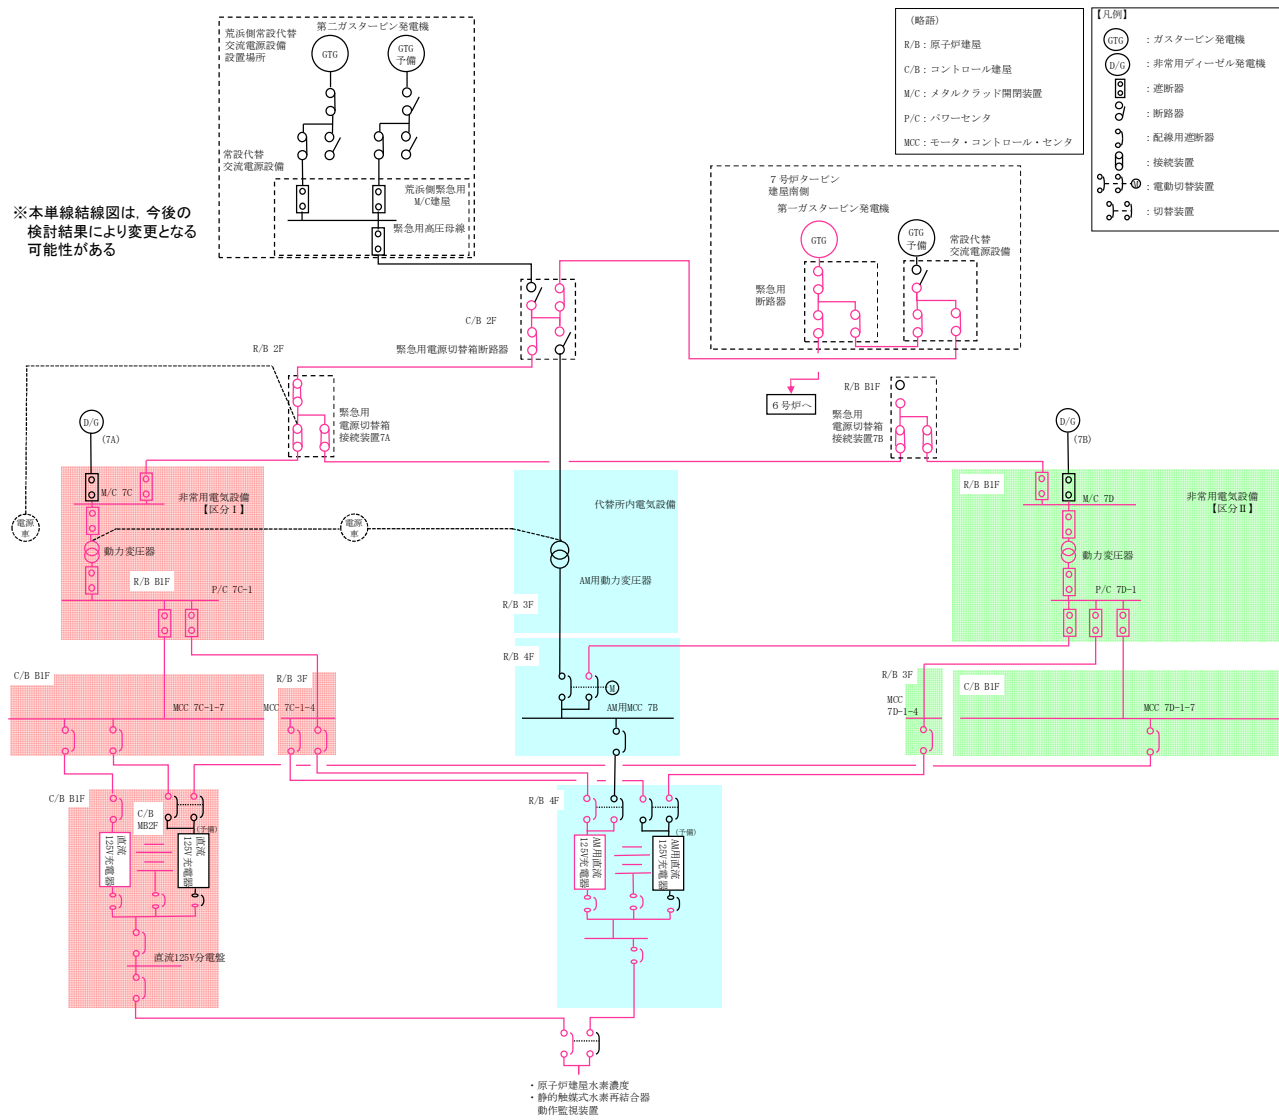 荒浜側常設代替
交流電源設備
設置場所
第二ガスタービン発電機
GTG
GTG
予備
常設代替
交流電源設備
荒浜側緊急用
M/C建屋
緊急用高圧母線
※本単線結線図は，今後の
検討結果により変更となる
可能性がある
(略語)
R/B：原子炉建屋
C/B：コントロール建屋
M/C：メタルクラッド開閉装置
P/C：パワーセンタ
MCC：モータ・コントロール・センタ
【凡例】
GTG ：ガスタービン発電機
D/G ：非常用ディーゼル発電機
：遮断器
：断路器
：配線用遮断器
：接続装置
M ：電動切替装置
：切替装置
7号炉タービン
建屋南側
第一ガスタービン発電機
GTG
GTG
予備
常設代替
交流電源設備
緊急用
断路器
C/B 2F
緊急用電源切替箱断路器
R/B 2F
6号炉へ
R/B B1F
緊急用
電源切替箱
接続装置7A
緊急用
電源切替箱
接続装置7B
D/G
(7A)
D/G
(7B)
M/C 7C
非常用電気設備
【区分Ⅰ】
電源
車
電源
車
動力変圧器
R/B B1F
P/C 7C-1
代替所内電気設備
AM用動力変圧器
R/B 3F
R/B B1F
M/C 7D
非常用電気設備
【区分Ⅱ】
動力変圧器
P/C 7D-1
C/B B1F
MCC 7C-1-7
R/B 3F
MCC 7C-1-4
R/B 4F
M
AM用MCC 7B
R/B 3F
MCC
7D-1-4
C/B B1F
MCC 7D-1-7
C/B B1F
C/B
MB2F
(予備)
直流
125V充電器
直流
125V充電器
直流125V分電盤
R/B 4F
(予備)
AM用直流
125V充電器
AM用直流
125V充電器
・原子炉建屋水素濃度
・静的触媒式水素再結合器
動作監視装置